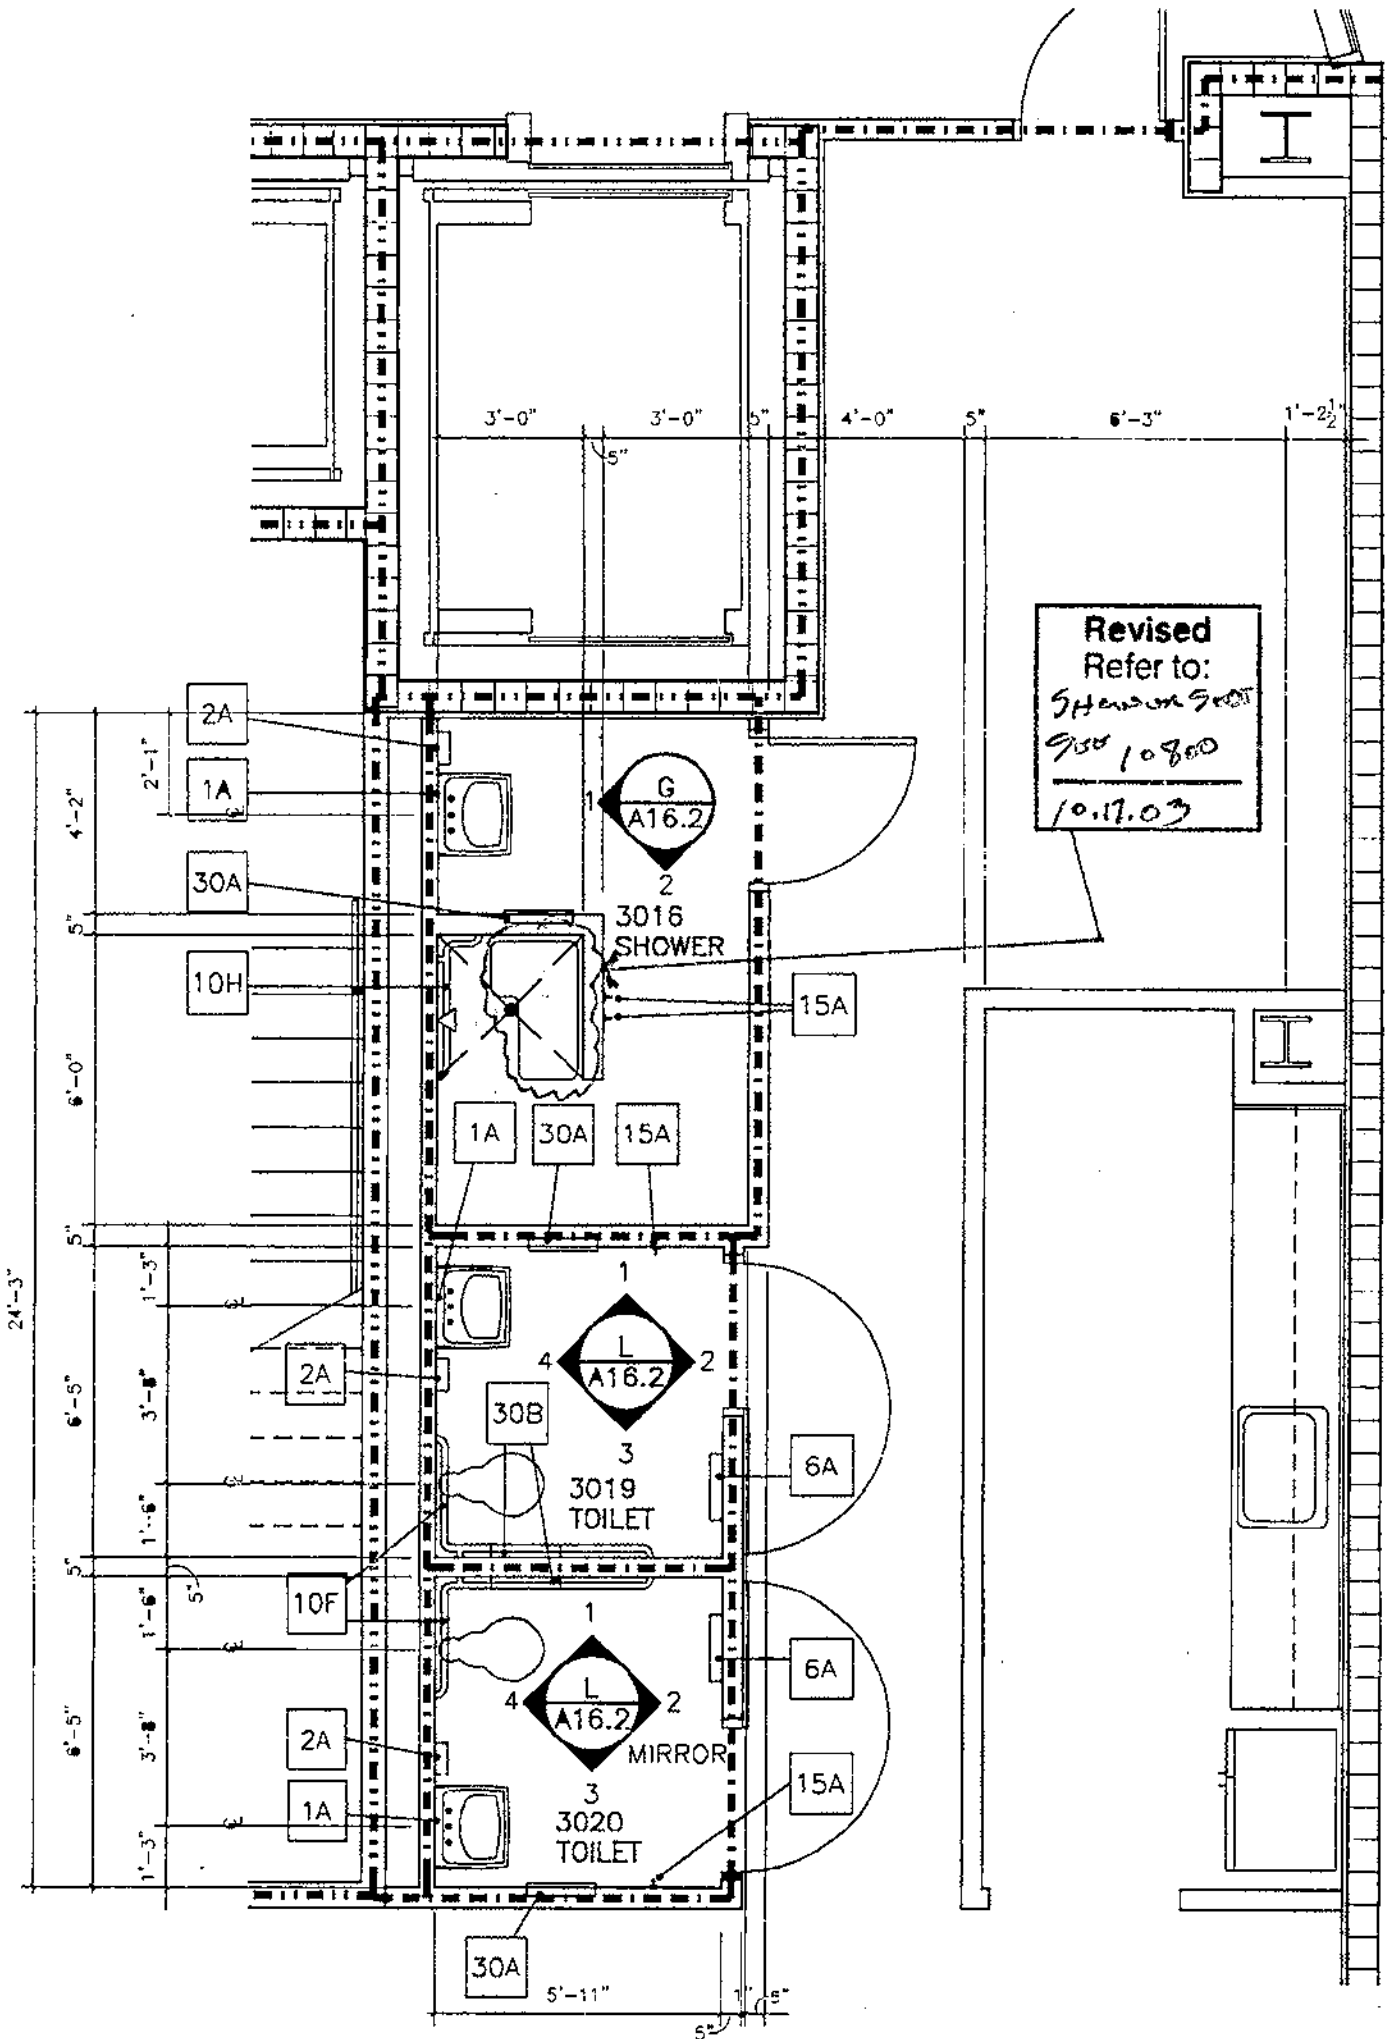 3'-0"
3'-0"
5"
4'-0"
5"
6'-3"
1'-2½"
5"
Revised
Refer to:
10800
10.17.03
2A
2'-1"
1A
4'-2"
G
A16.2
1
2
30A
5"
3016
SHOWER
10H
15A
6'-0"
1A
30A
15A
5"
24'-3"
1'-3"
1
L
A16.2
4
2
3
2A
6'-5"
3'-8"
30B
6A
3019
TOILET
1'-6"
5"
5"
10F
1'-6"
1
L
A16.2
4
2
3
6A
2A
3'-8"
6'-5"
MIRROR
15A
1A
3020
TOILET
1'-3"
30A
5'-11"
1"
5"
5"